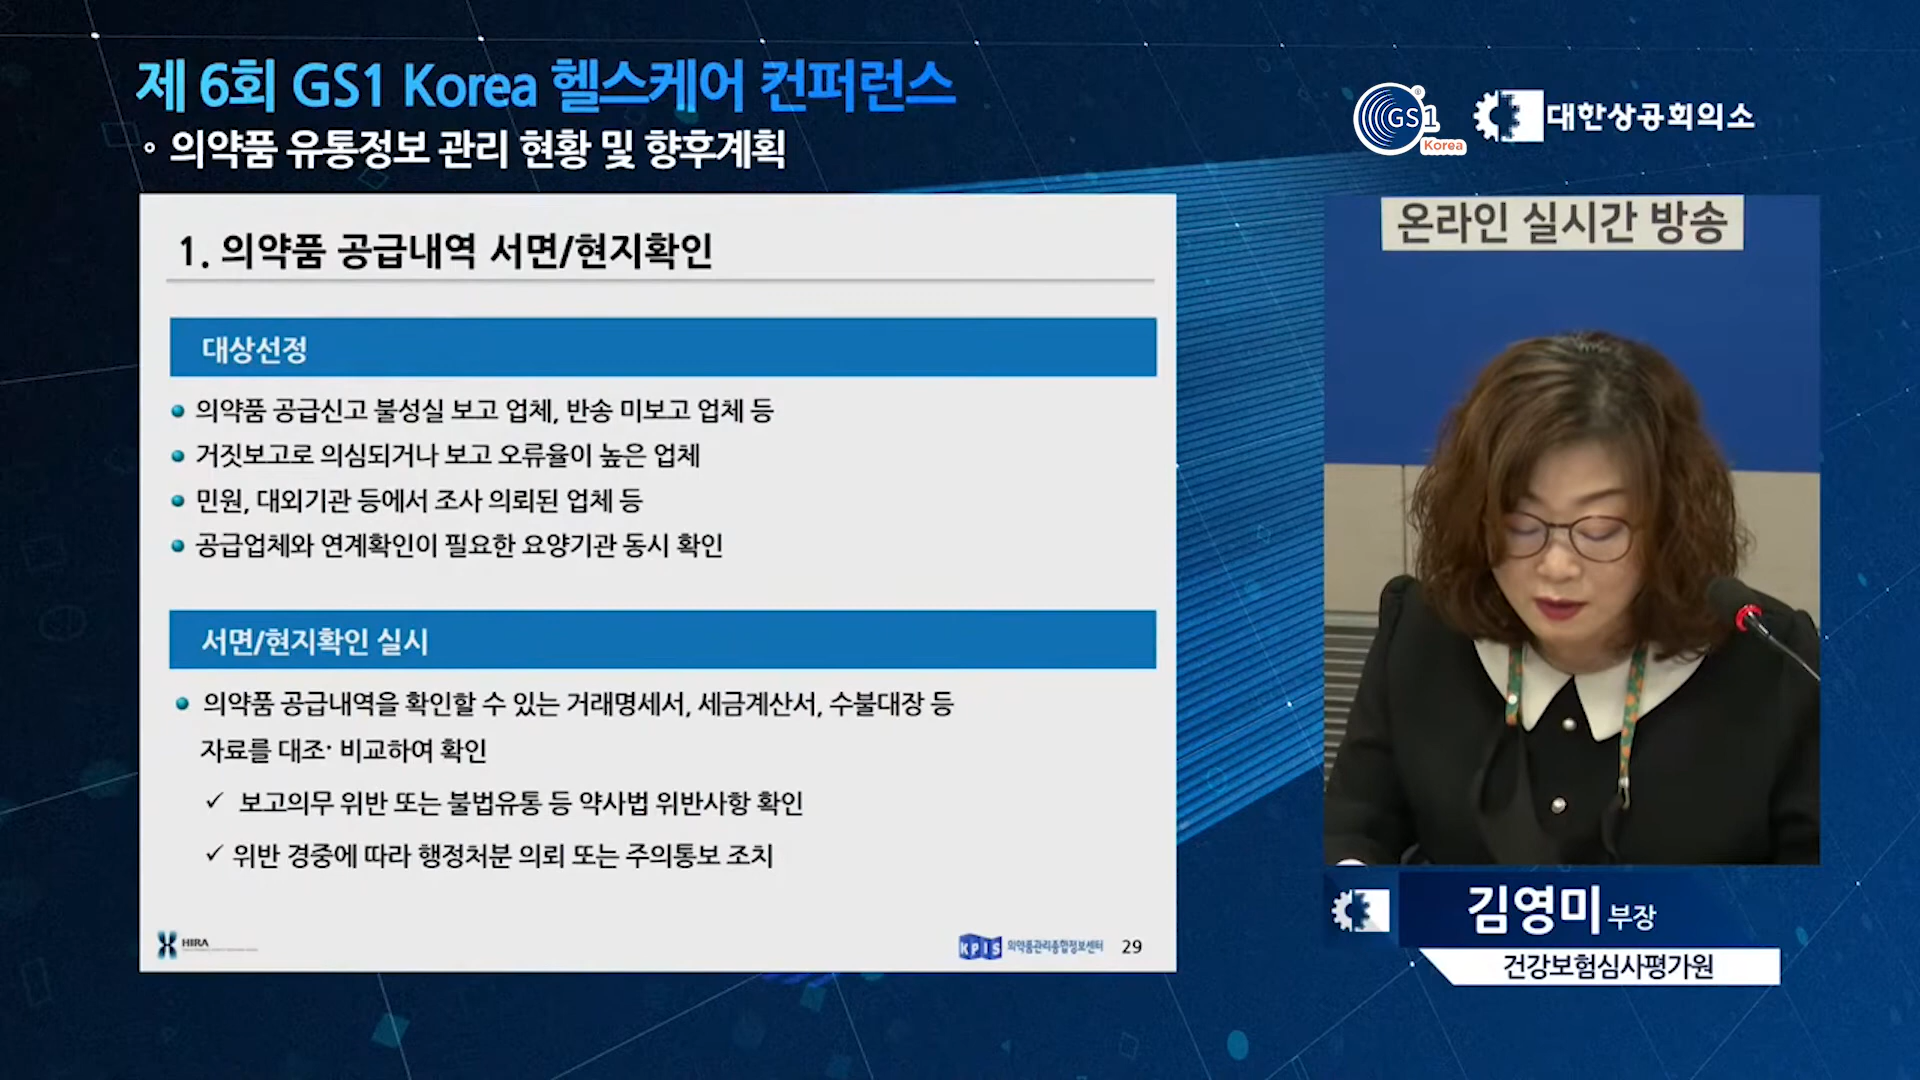 제 6회 GS1 Korea 헬스케어 컨퍼런스
의약품 유통정보 관리 현황 및 향후계획
GS1
Korea
대한상공회의소
온라인 실시간 방송
1. 의약품 공급내역 서면/현지확인
대상선정
의약품 공급신고 불성실 보고 업체, 반송 미보고 업체 등
거짓보고로 의심되거나 보고 오류율이 높은 업체
민원, 대외기관 등에서 조사 의뢰된 업체 등
공급업체와 연계확인이 필요한 요양기관 동시 확인
서면/현지확인 실시
의약품 공급내역을 확인할 수 있는 거래명세서, 세금계산서, 수불대장 등
자료를 대조· 비교하여 확인
✓ 보고의무 위반 또는 불법유통 등 약사법 위반사항 확인
✓ 위반 경중에 따라 행정처분 의뢰 또는 주의통보 조치
HIRA
KPIS 의약품관리종합정보센터 29
김영미 부장
건강보험심사평가원